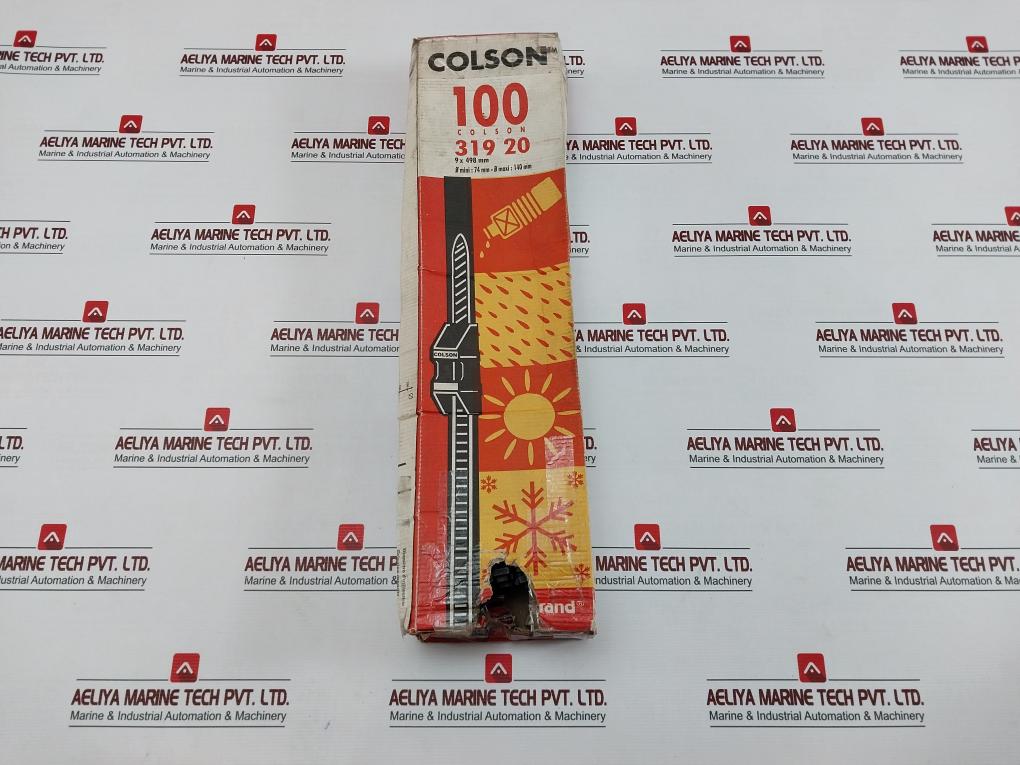 COLSON
100
COLSON
319 20
9 x 498 mm
Ø mini : 74 mm - Ø maxi : 140 mm
COLSON
rand®
AELIYA MARINE TECH PVT. LTD.
Marine & Industrial Automation & Machinery